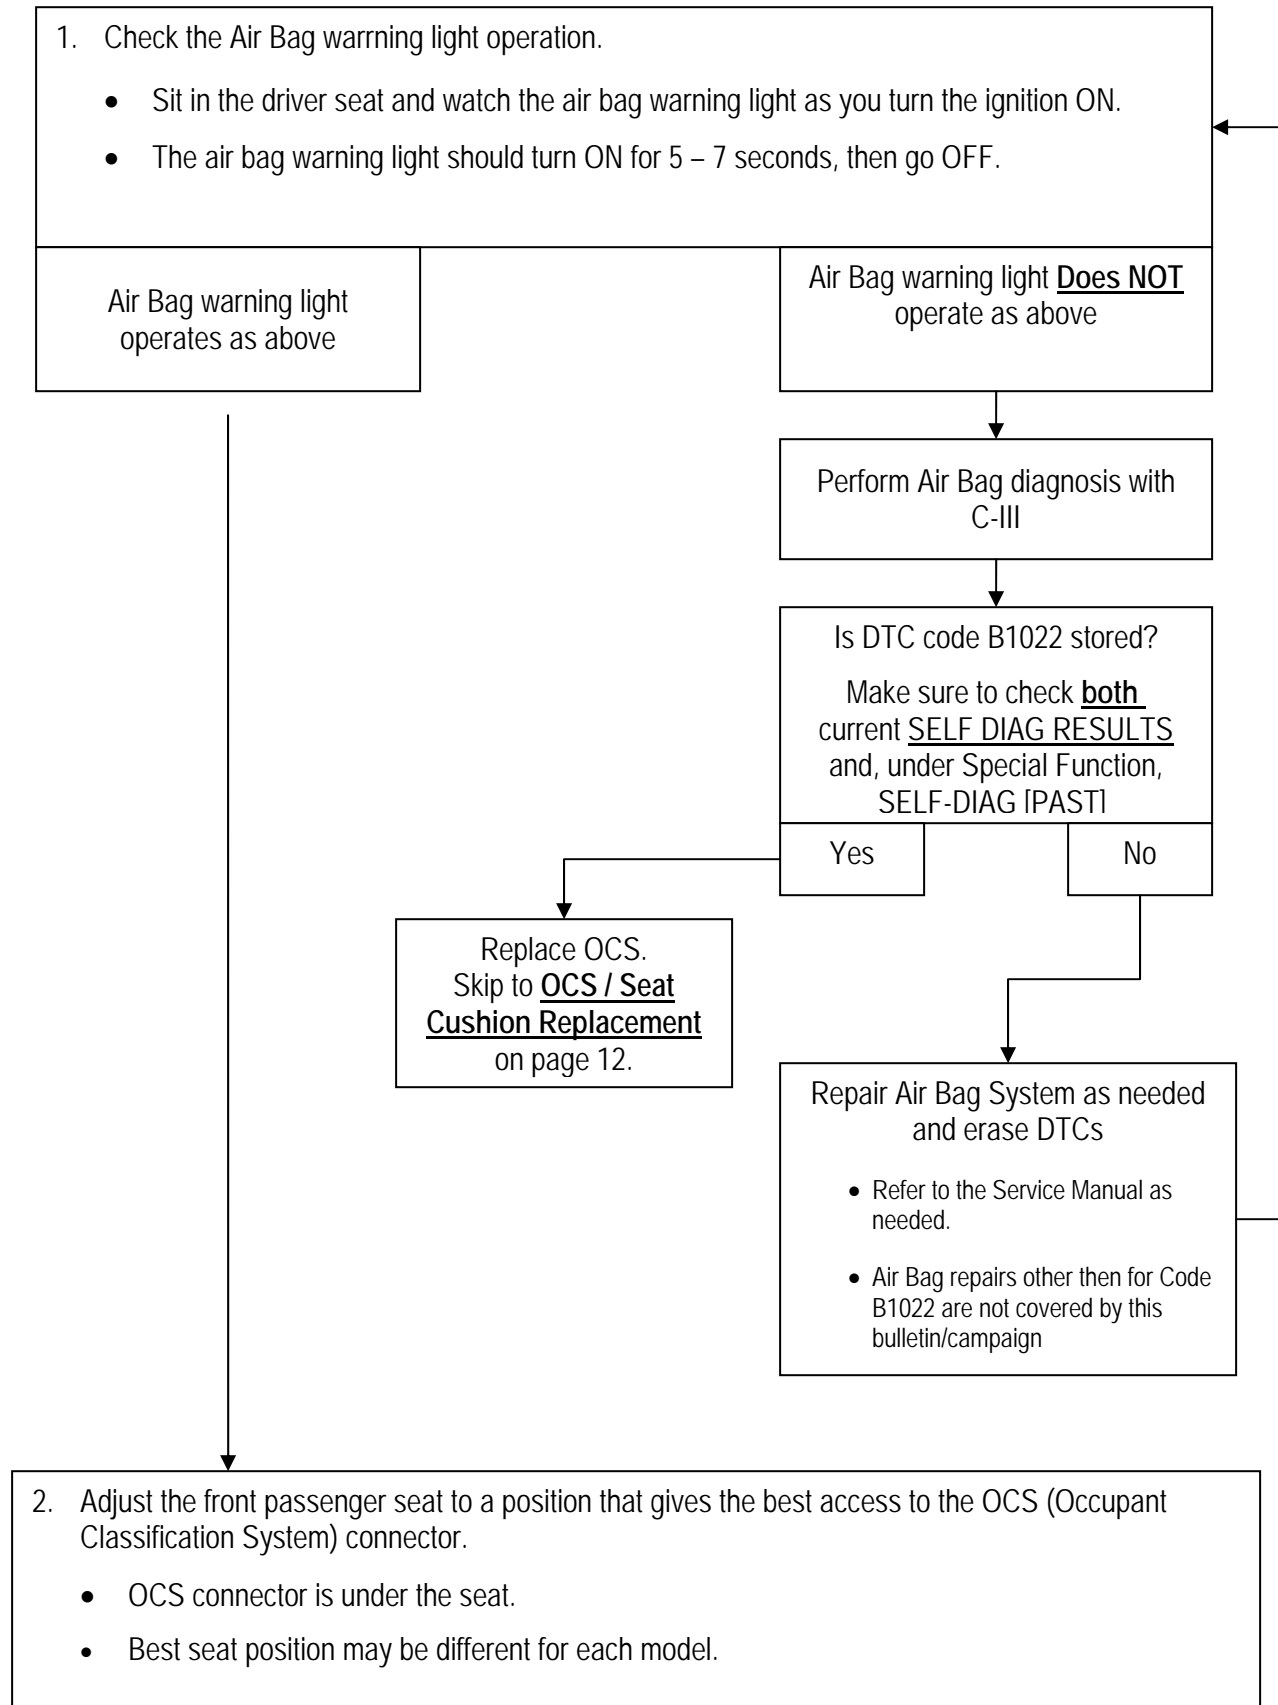 1. Check the Air Bag warrning light operation.
• Sit in the driver seat and watch the air bag warning light as you turn the ignition ON.
• The air bag warning light should turn ON for 5 – 7 seconds, then go OFF.
Air Bag warning light
operates as above
Air Bag warning light Does NOT
operate as above
Perform Air Bag diagnosis with
C-III
Is DTC code B1022 stored?
Make sure to check both
current SELF DIAG RESULTS
and, under Special Function,
SELF-DIAG [PAST]
Yes
No
Replace OCS.
Skip to OCS / Seat
Cushion Replacement
on page 12.
Repair Air Bag System as needed
and erase DTCs
• Refer to the Service Manual as
needed.
• Air Bag repairs other then for Code
B1022 are not covered by this
bulletin/campaign
2. Adjust the front passenger seat to a position that gives the best access to the OCS (Occupant
Classification System) connector.
• OCS connector is under the seat.
• Best seat position may be different for each model.